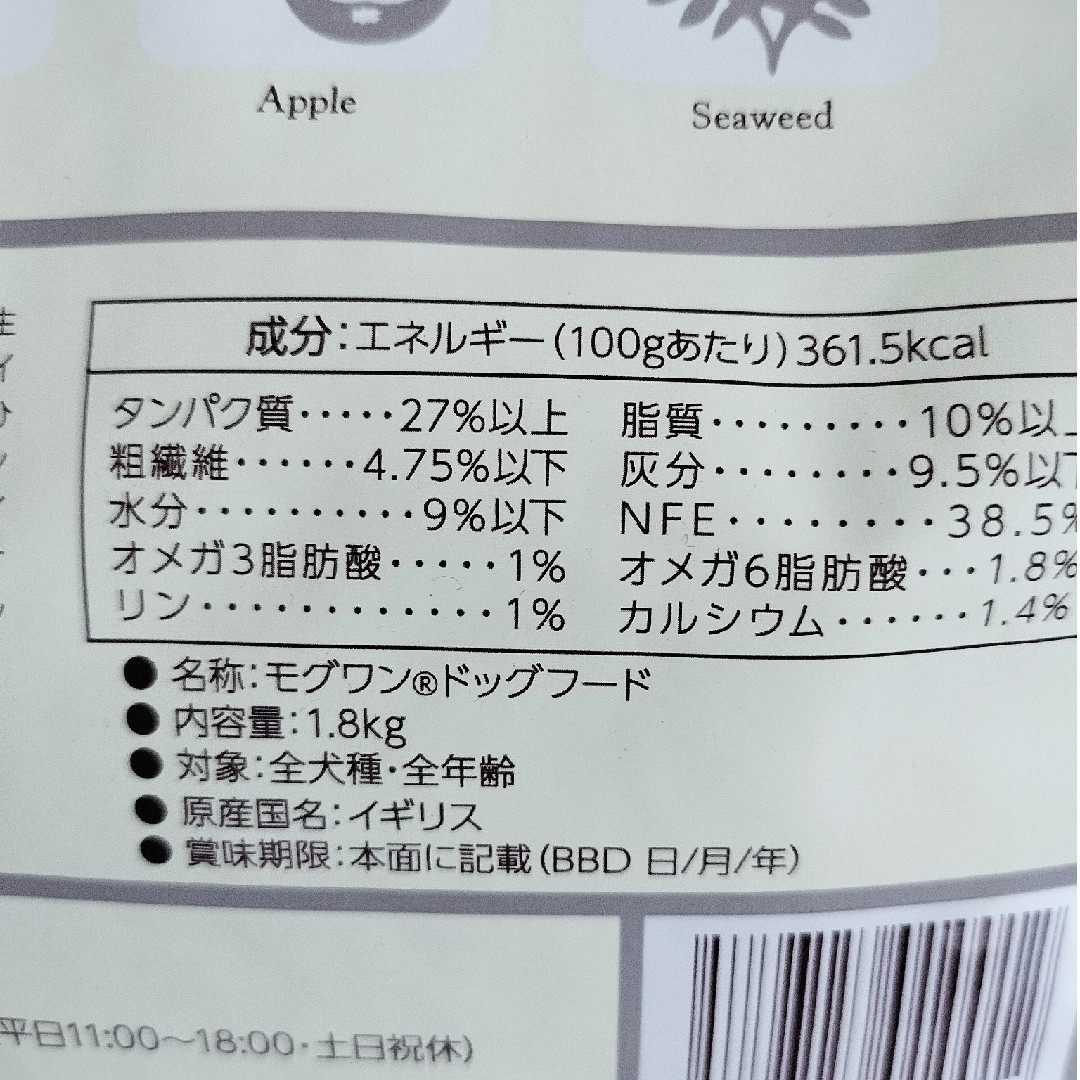 Apple
Seaweed
成分:エネルギー(100gあたり)361.5kcal
タンパク質・・・・・27%以上 脂質・・・・・・・・・10%以上
粗繊維・・・・・・4.75%以下 灰分・・・・・・・・9.5%以下
水分・・・・・・・・・・9%以下 NFE・・・・・・・・・38.5%
オメガ3脂肪酸・・・・・1% オメガ6脂肪酸・・・1.8%
リン・・・・・・・・・・・・・1% カルシウム・・・・・・1.4%
●名称:モグワン®ドッグフード
●内容量:1.8kg
●対象:全犬種・全年齢
●原産国名:イギリス
●賞味期限:本面に記載(BBD 日/月/年)
平日11:00～18:00・土日祝休)